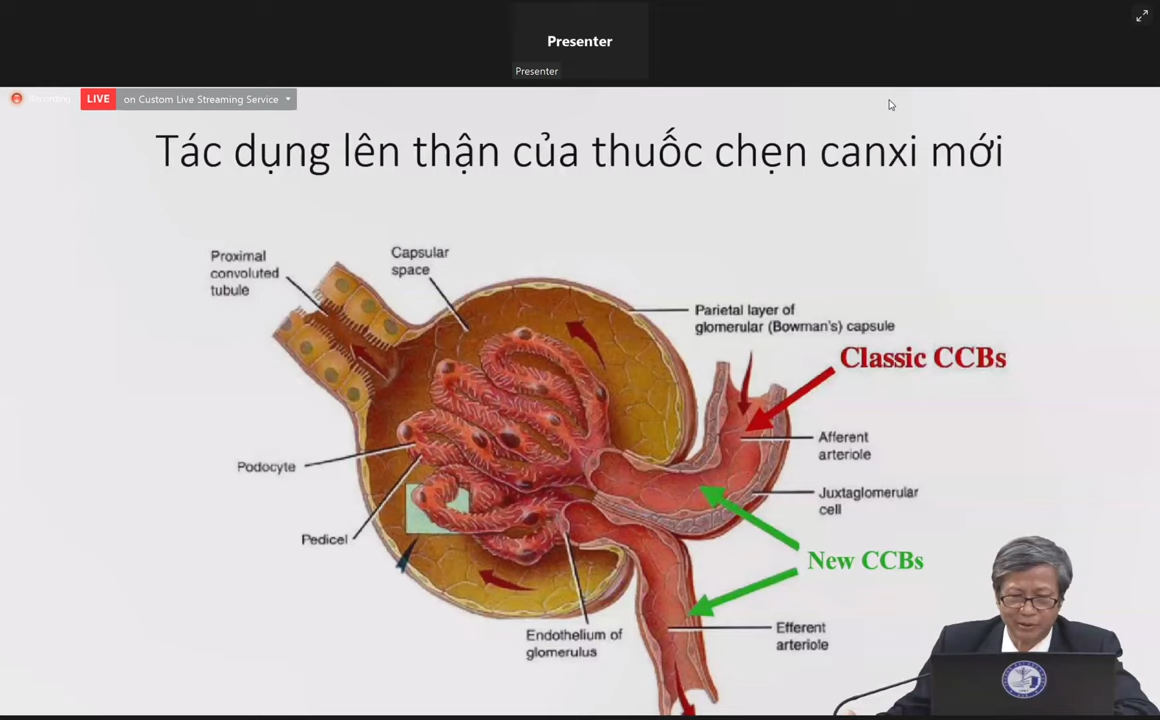 Presenter
Presenter
Recording
LIVE
on Custom Live Streaming Service
Tác dụng lên thận của thuốc chẹn canxi mới
Proximal
convoluted
tubule
Capsular
space
Parietal layer of
glomerular (Bowman's) capsule
Classic CCBs
Afferent
arteriole
Podocyte
Juxtaglomerular
cell
Pedicel
New CCBs
Endothelium of
glomerulus
Efferent
arteriole